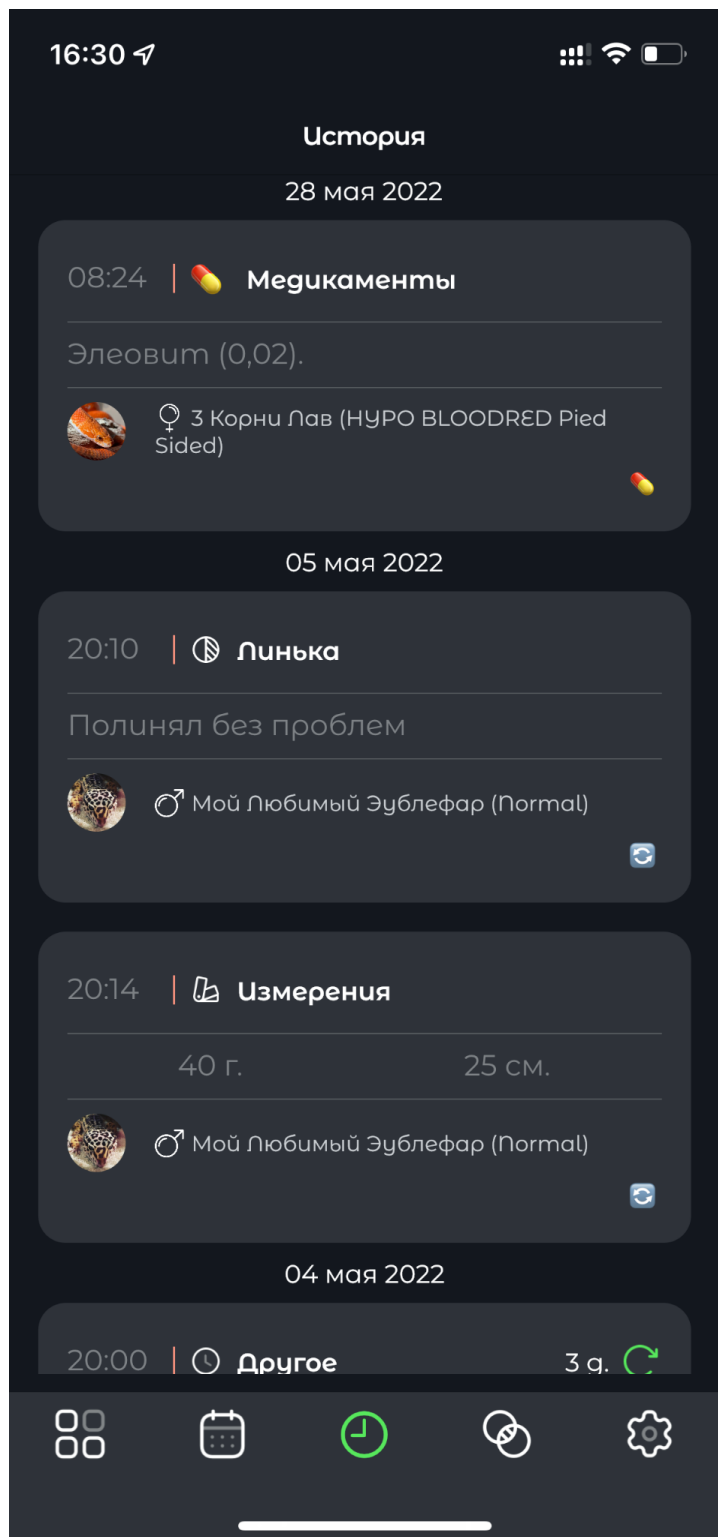 16:30
История
28 мая 2022
08:24 Медикаменты
Элеовит (0,02).
3 Корни Лав (HYPO BLOODRED Pied
Sided)
05 мая 2022
20:10 Линька
Полинял без проблем
Мой Любимый Эублефар (Normal)
20:14 Измерения
40 г. 25 см.
Мой Любимый Эублефар (Normal)
04 мая 2022
20:00 Другое 3 д.